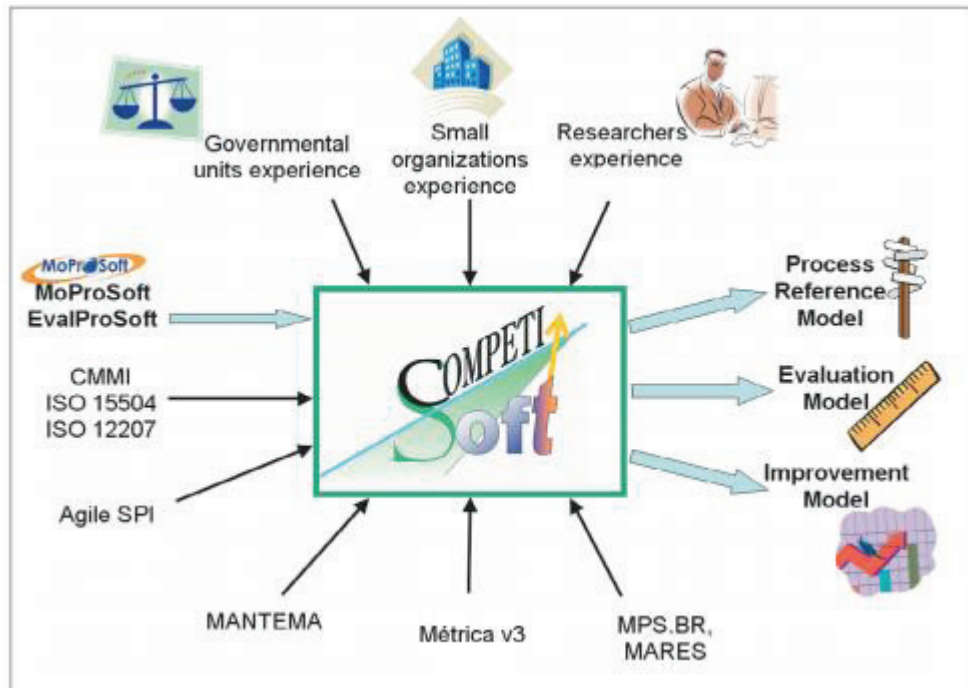 Governmental
units experience
Small
organizations
experience
Researchers
experience
MoProSoft
MoProSoft
EvalProSoft
CMMI
ISO 15504
ISO 12207
Agile SPI
COMPETI
Soft
Process
Reference
Model
Evaluation
Model
Improvement
Model
MANTEMA
Métrica v3
MPS.BR,
MARES